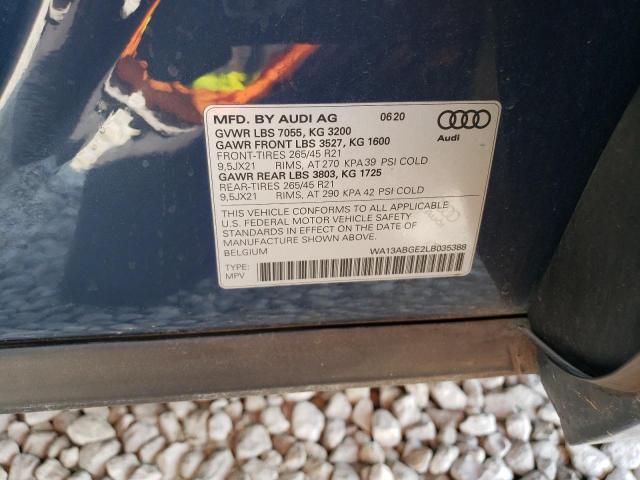 MFD. BY AUDI AG 0620
GVWR LBS 7055, KG 3200
GAWR FRONT LBS 3527, KG 1600
FRONT-TIRES 265/45 R21
9,5JX21 RIMS, AT 270 KPA 39 PSI COLD
GAWR REAR LBS 3803, KG 1725
REAR-TIRES 265/45 R21
9,5JX21 RIMS, AT 290 KPA 42 PSI COLD
Audi
THIS VEHICLE CONFORMS TO ALL APPLICABLE
U.S. FEDERAL MOTOR VEHICLE SAFETY
STANDARDS IN EFFECT ON THE DATE OF
MANUFACTURE SHOWN ABOVE.
BELGIUM WA13ABGE2LB035388
Audi
TYPE:
MPV